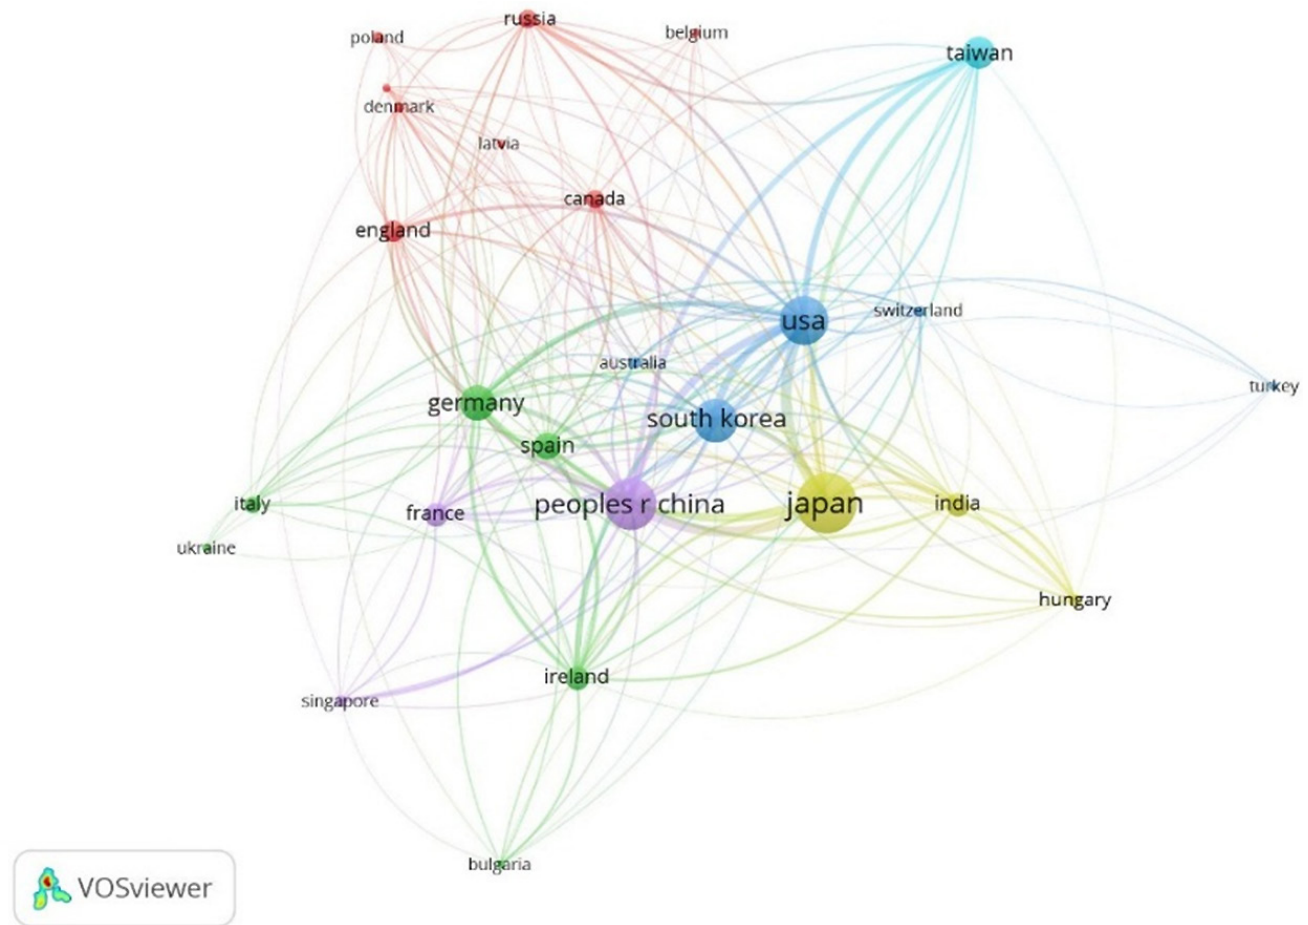 russia
belgium
poland
taiwan
denmark
latvia
canada
england
switzerland
usa
australia
turkey
germany
south korea
spain
italy
france
peoples r china
japan
india
ukraine
hungary
ireland
singapore
bulgaria
VOSviewer